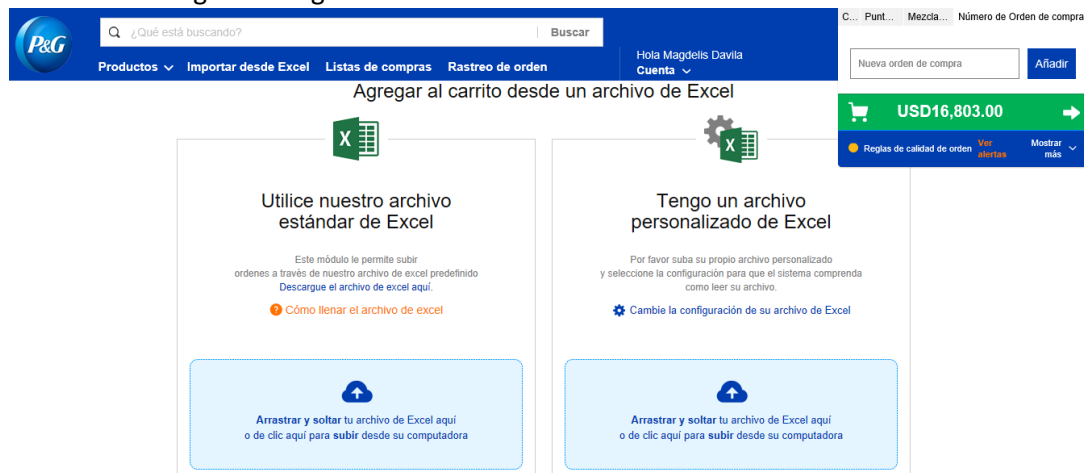 C... Punt... Mezcla... Número de Orden de compra
P&G
¿Qué está buscando? Buscar
Productos Importar desde Excel Listas de compras Rastreo de orden
Hola Magdelis Davila
Cuenta
Nueva orden de compra Añadir
USD16,803.00
Reglas de calidad de orden Ver alertas Mostrar más
Agregar al carrito desde un archivo de Excel
Utilice nuestro archivo
estándar de Excel
Este módulo le permite subir
ordenes a través de nuestro archivo de excel predefinido
Descargue el archivo de excel aquí.
Cómo llenar el archivo de excel
Arrastrar y soltar tu archivo de Excel aquí
o de clic aquí para subir desde su computadora
Tengo un archivo
personalizado de Excel
Por favor suba su propio archivo personalizado
y seleccione la configuración para que el sistema comprenda
como leer su archivo.
Cambie la configuración de su archivo de Excel
Arrastrar y soltar tu archivo de Excel aquí
o de clic aquí para subir desde su computadora